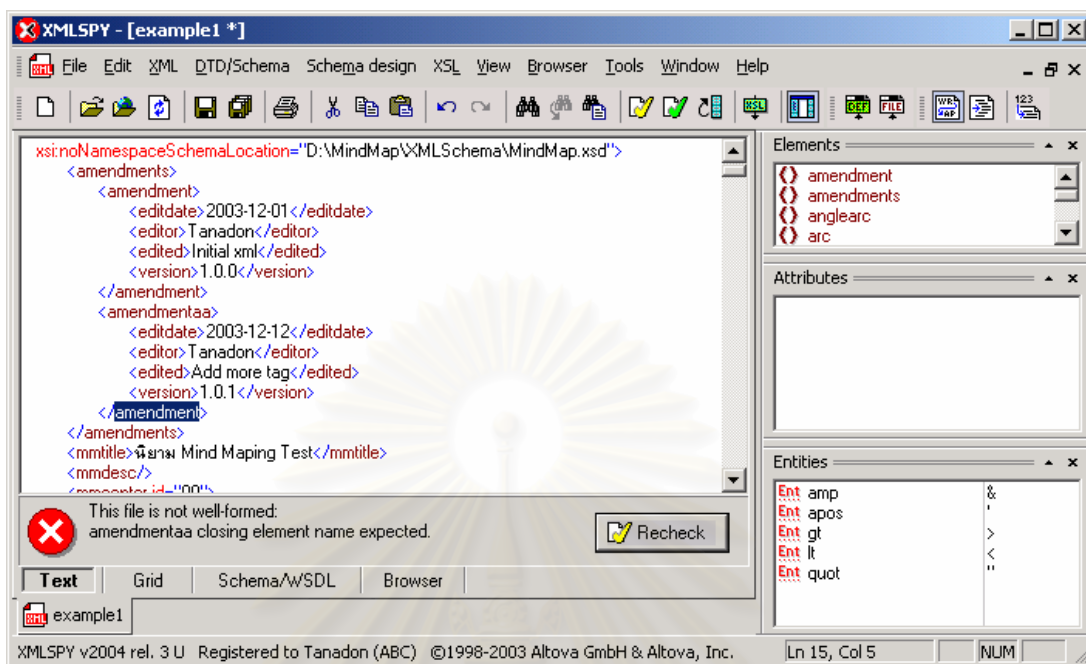 XMLSPY - [example1 *]
File Edit XML DTD/Schema Schema design XSL View Browser Tools Window Help
xsi:noNamespaceSchemaLocation="D:\MindMap\XMLSchema\MindMap.xsd">
<amendments>
<amendment>
<editdate>2003-12-01</editdate>
<editor>Tanadon</editor>
<edited>Initial xml</edited>
<version>1.0.0</version>
</amendment>
<amendmentaa>
<editdate>2003-12-12</editdate>
<editor>Tanadon</editor>
<edited>Add more tag</edited>
<version>1.0.1</version>
</amendment>
</amendments>
<mmtitle>นิยาม Mind Maping Test</mmtitle>
<mmdesc/>
<mmcenter id="00">
This file is not well-formed:
amendmentaa closing element name expected.
Recheck
Text Grid Schema/WSDL Browser
example1
Elements
amendment
amendments
anglearc
arc
Attributes
Entities
Ent amp &
Ent apos '
Ent gt >
Ent lt <
Ent quot "
XMLSPY v2004 rel. 3 U Registered to Tanadon (ABC) ©1998-2003 Altova GmbH & Altova, Inc. Ln 15, Col 5 NUM